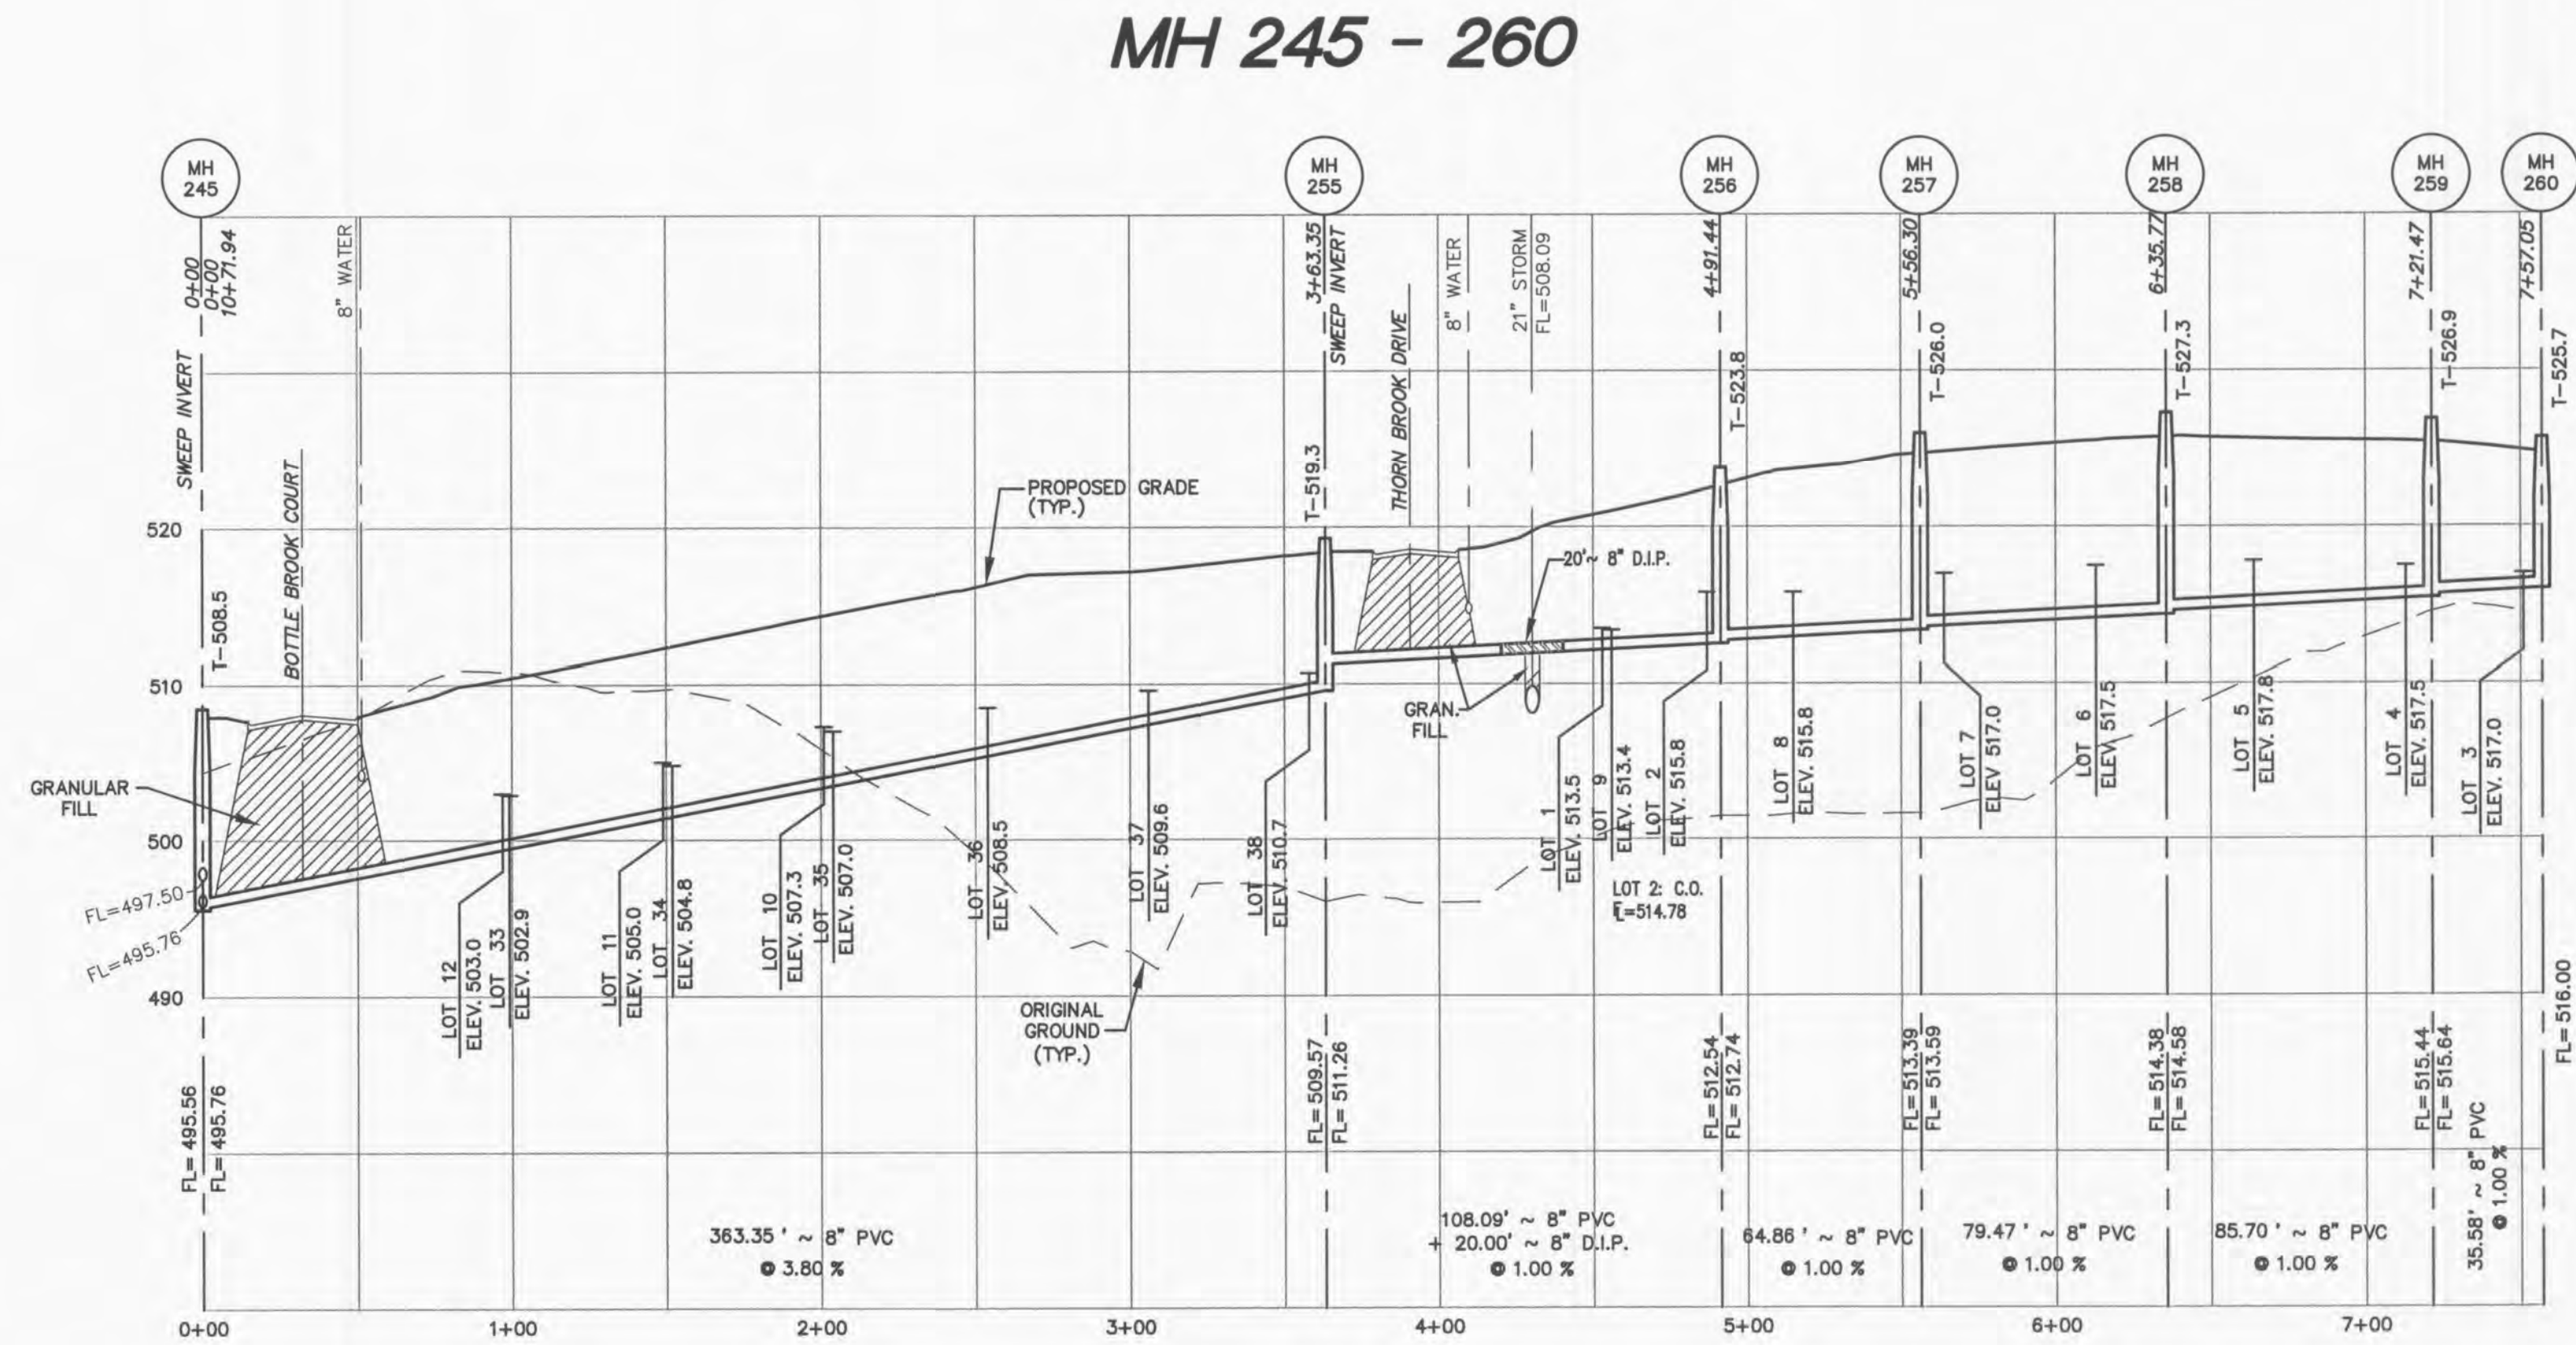 MH 245 - 260
MH
245
MH
255
MH
256
MH
257
MH
258
MH
259
MH
260
0+00
0+00
10+71.94
SWEEP INVERT
T-508.5
BOTTLE BROOK COURT
8" WATER
3+63.35
SWEEP INVERT
T-519.3
THORN BROOK DRIVE
8" WATER
21" STORM
FL=508.09
4+91.44
T-523.8
5+56.30
T-526.0
6+35.77
T-527.3
7+21.47
T-526.9
7+57.05
T-525.7
PROPOSED GRADE
(TYP.)
20'~ 8" D.I.P.
520
510
500
490
GRANULAR
FILL
FL=497.50
FL=495.76
GRAN.
FILL
LOT 12
ELEV. 503.0
LOT 33
ELEV. 502.9
LOT 11
ELEV. 505.0
LOT 34
ELEV. 504.8
LOT 10
ELEV. 507.3
LOT 35
ELEV. 507.0
LOT 36
ELEV. 508.5
LOT 37
ELEV. 509.6
LOT 38
ELEV. 510.7
LOT 1
ELEV. 513.5
LOT 9
ELEV. 513.4
LOT 2
ELEV. 515.8
LOT 2: C.O.
FL=514.78
LOT 8
ELEV. 515.8
LOT 7
ELEV 517.0
LOT 6
ELEV. 517.5
LOT 5
ELEV. 517.8
LOT 4
ELEV. 517.5
LOT 3
ELEV. 517.0
ORIGINAL
GROUND
(TYP.)
FL= 495.56
FL= 495.76
FL=509.57
FL= 511.26
FL= 512.54
FL= 512.74
FL= 513.39
FL= 513.59
FL= 514.38
FL= 514.58
FL= 515.44
FL= 515.64
FL= 516.00
363.35 ' ~ 8" PVC
@ 3.80 %
108.09' ~ 8" PVC
+ 20.00' ~ 8" D.I.P.
@ 1.00 %
64.86 ' ~ 8" PVC
@ 1.00 %
79.47 ' ~ 8" PVC
@ 1.00 %
85.70 ' ~ 8" PVC
@ 1.00 %
35.58' ~ 8" PVC
@ 1.00 %
0+00
1+00
2+00
3+00
4+00
5+00
6+00
7+00